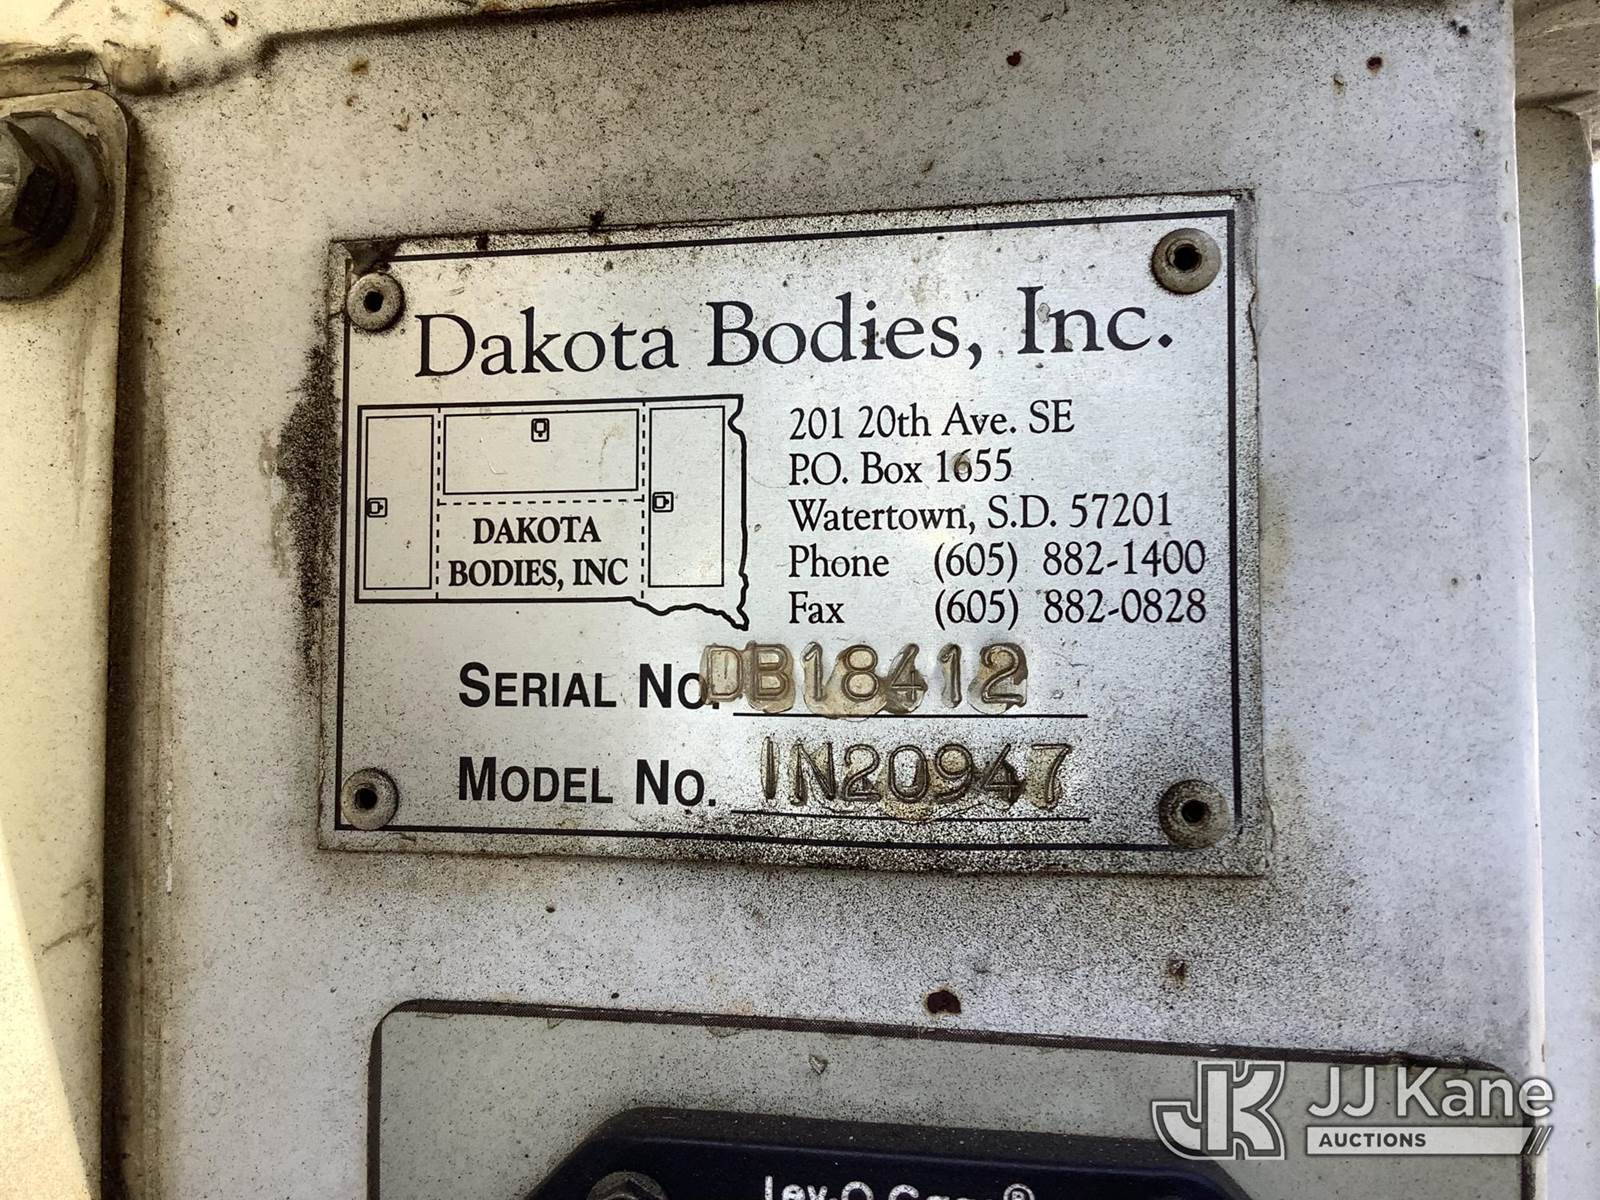 Dakota Bodies, Inc.
DAKOTA
BODIES, INC
201 20th Ave. SE
P.O. Box 1655
Watertown, S.D. 57201
Phone (605) 882-1400
Fax (605) 882-0828
SERIAL NO. DB18412
MODEL NO. IN20947
JJ Kane
AUCTIONS